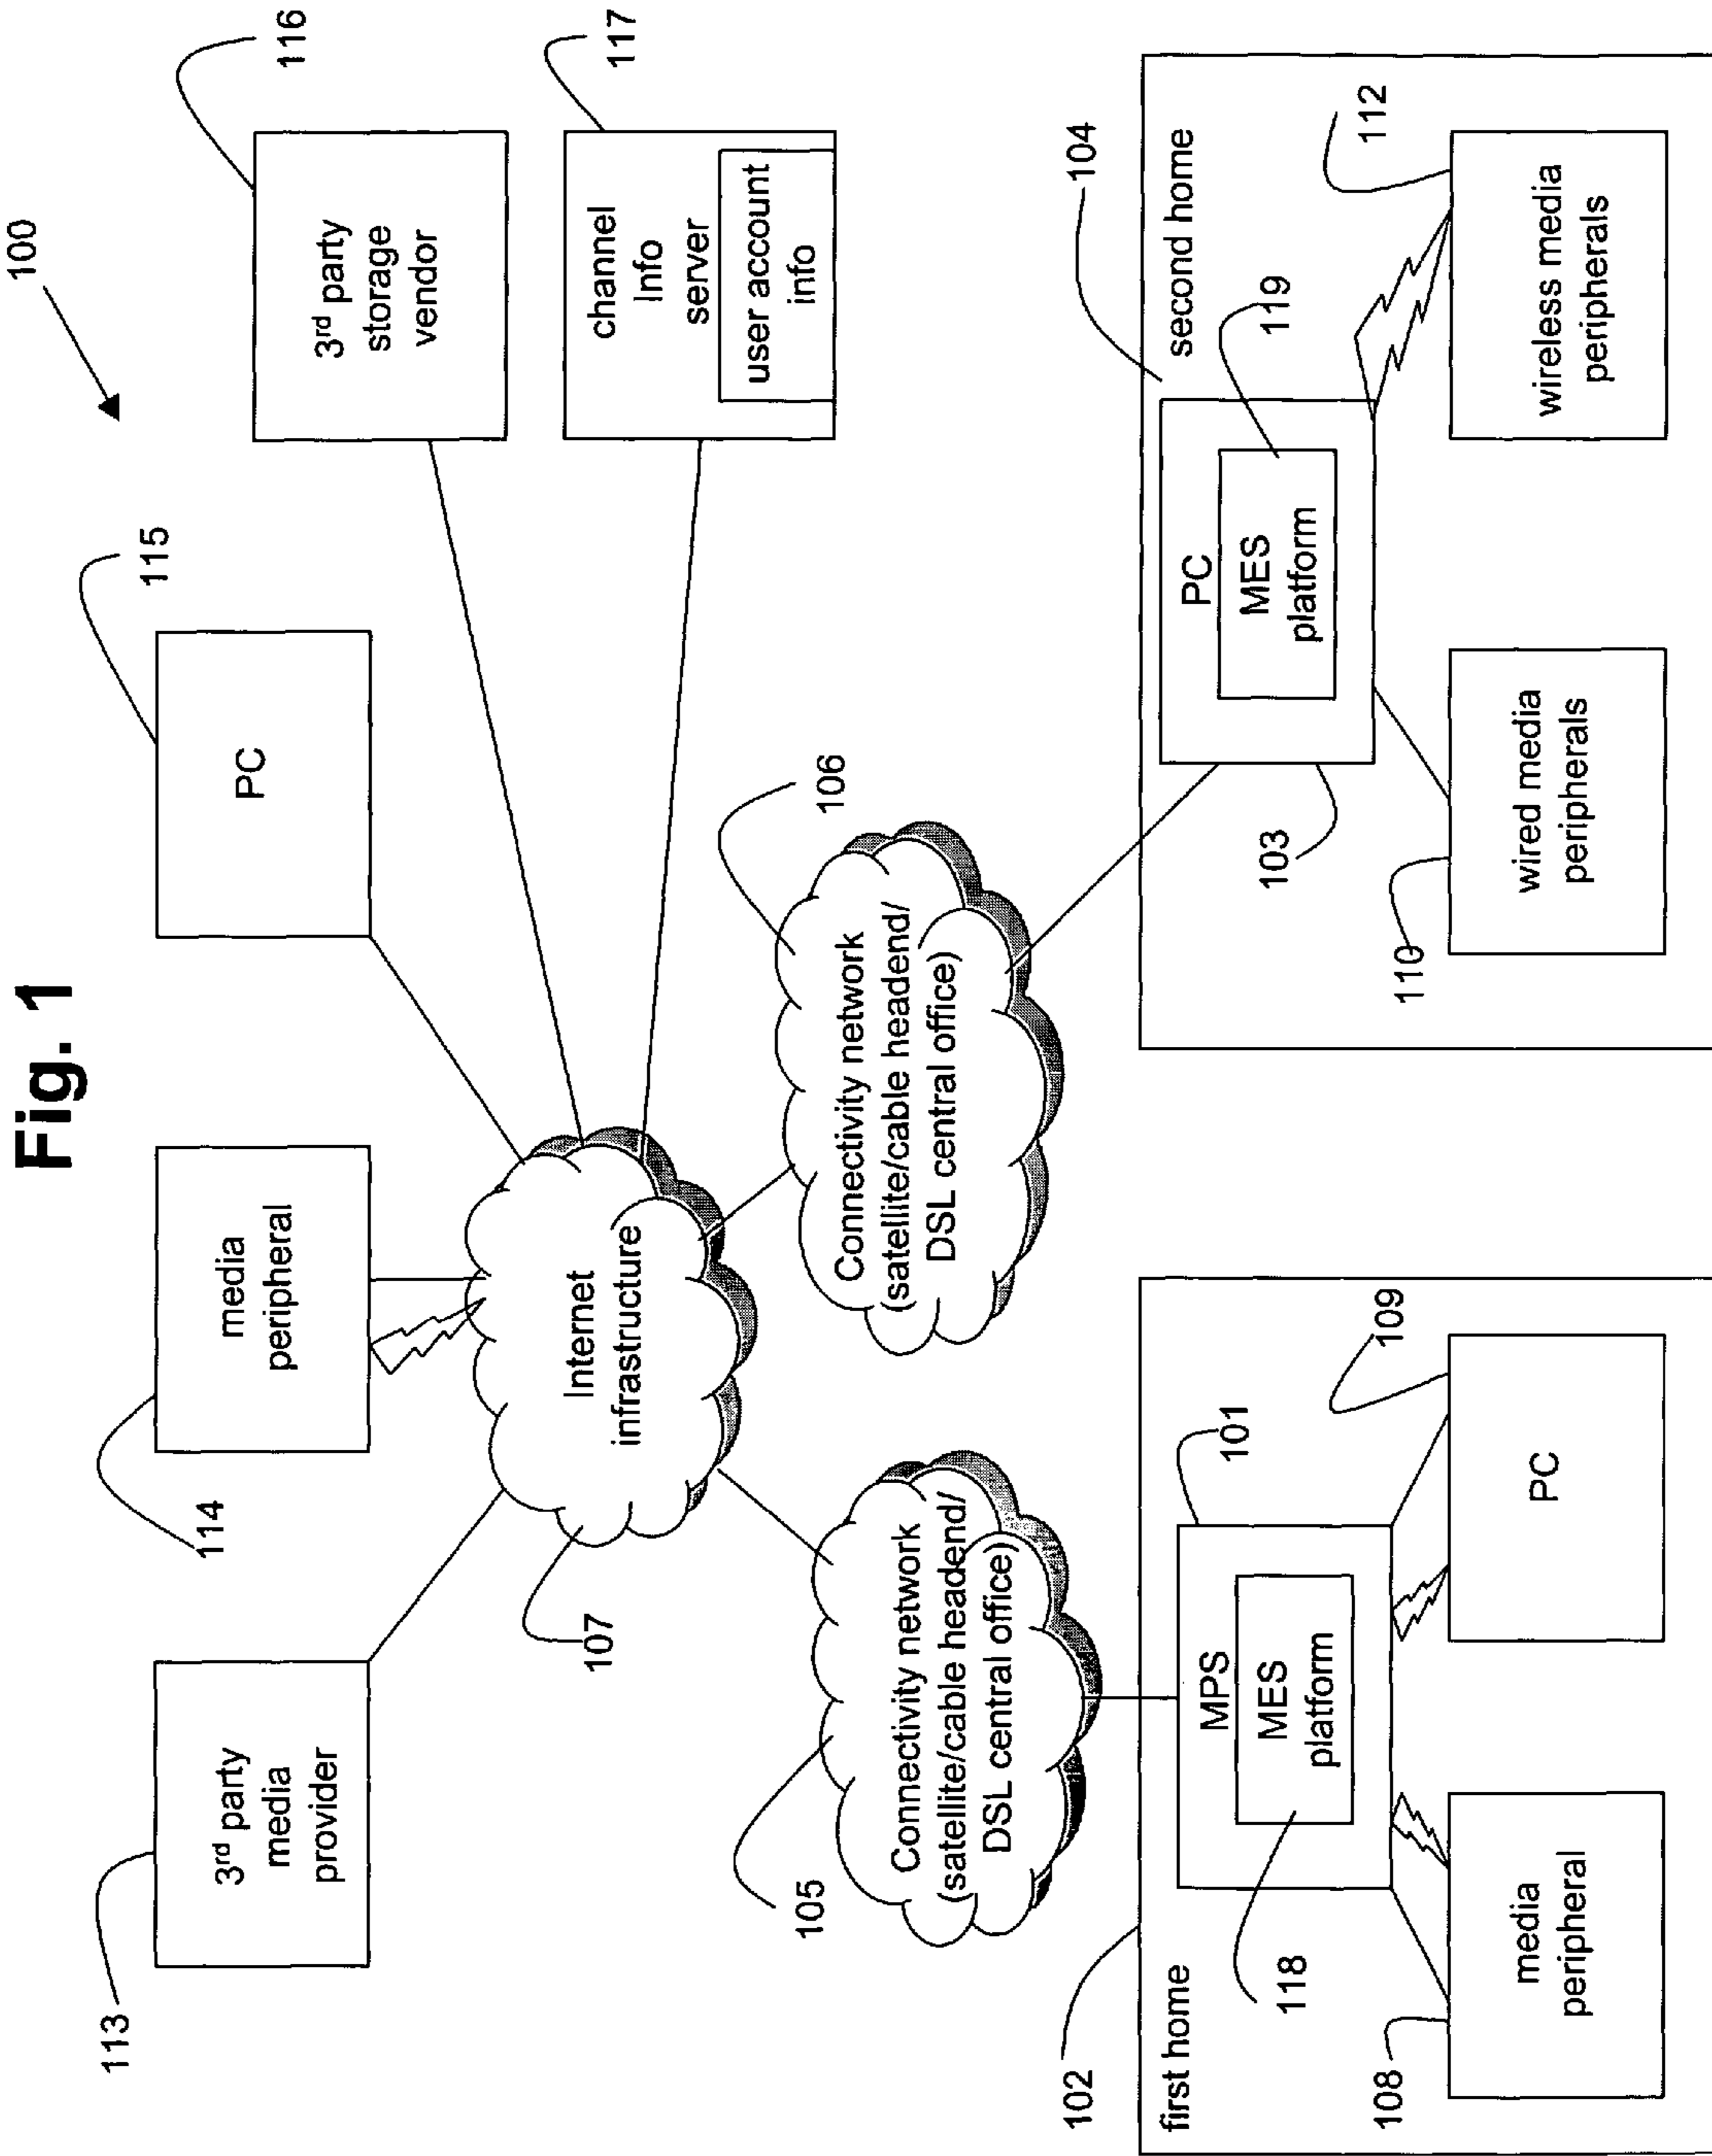 Fig. 1
100
113
114
115
116
117
3rd party
media
provider
media
peripheral
PC
3rd party
storage
vendor
channel
Info
server
user account
info
107
Internet
infrastructure
105
Connectivity network
(satellite/cable headend/
DSL central office)
106
Connectivity network
(satellite/cable headend/
DSL central office)
102
first home
101
MPS
MES
platform
118
108
media
peripheral
109
PC
104
second home
103
PC
MES
platform
119
110
wired media
peripherals
112
wireless media
peripherals